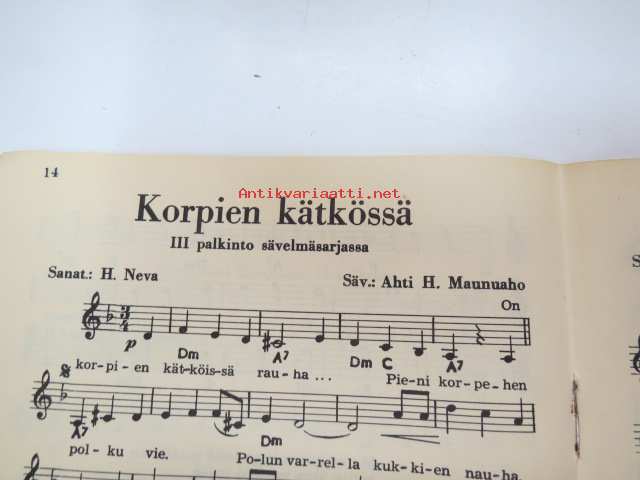 14
Antikvariaatti.net
Korpien kätkössä
III palkinto sävelmäsarjassa
Sanat.: H. Neva Säv.: Ahti H. Maunuaho
On
p
Dm A7 Dm C A7
kor-pi-en kät-köis-sä rau-ha... Pie-ni kor-pe-hen
A7 Dm
pol-ku vie. Po-lun var-rel-la kuk-ki-en nau-ha.